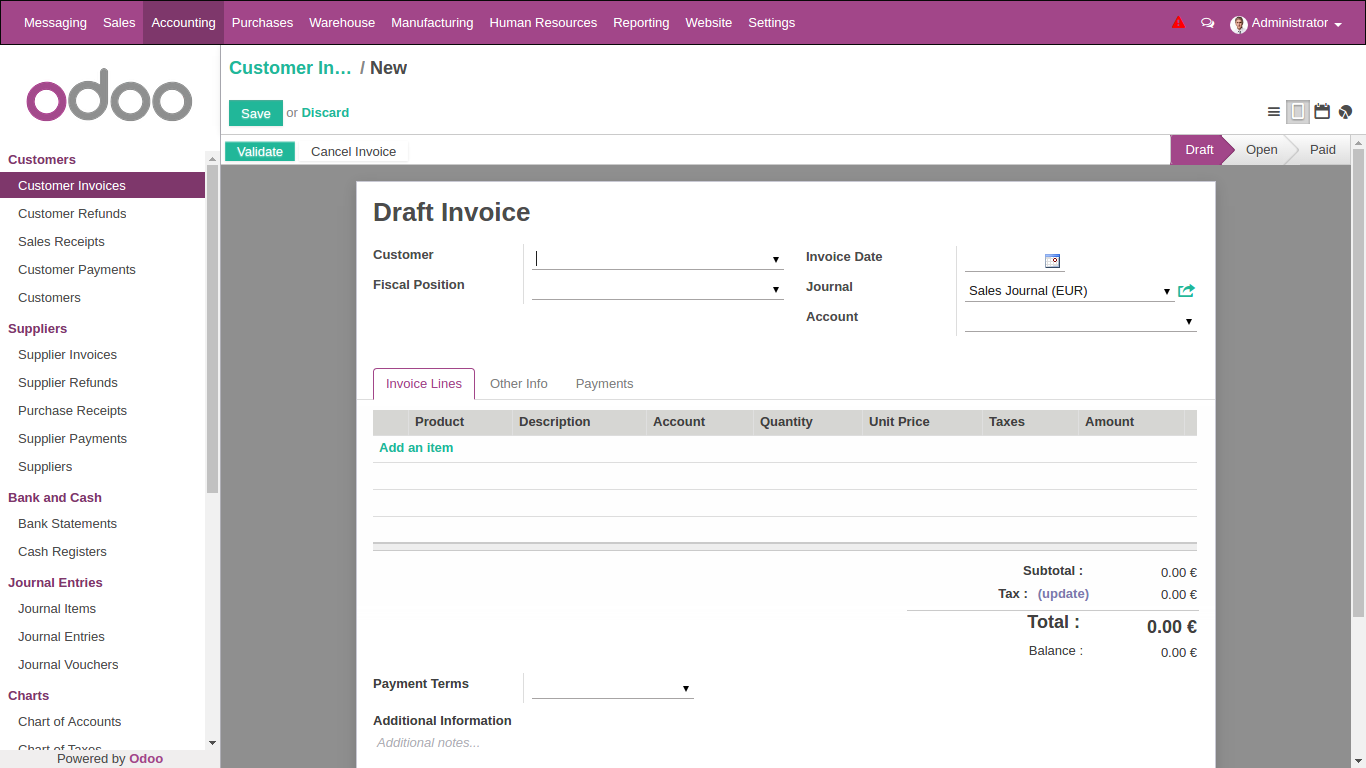 Messaging Sales Accounting Purchases Warehouse Manufacturing Human Resources Reporting Website Settings Administrator
odoo
Customers
Customer Invoices
Customer Refunds
Sales Receipts
Customer Payments
Customers
Suppliers
Supplier Invoices
Supplier Refunds
Purchase Receipts
Supplier Payments
Suppliers
Bank and Cash
Bank Statements
Cash Registers
Journal Entries
Journal Items
Journal Entries
Journal Vouchers
Charts
Chart of Accounts
Chart of Taxes
Powered by Odoo
Customer In... / New
Save or Discard
Validate Cancel Invoice Draft Open Paid
Draft Invoice
Customer
Fiscal Position
Invoice Date
Journal Sales Journal (EUR)
Account
Invoice Lines Other Info Payments
Product Description Account Quantity Unit Price Taxes Amount
Add an item
Subtotal : 0.00 €
Tax : (update) 0.00 €
Total : 0.00 €
Balance : 0.00 €
Payment Terms
Additional Information
Additional notes...